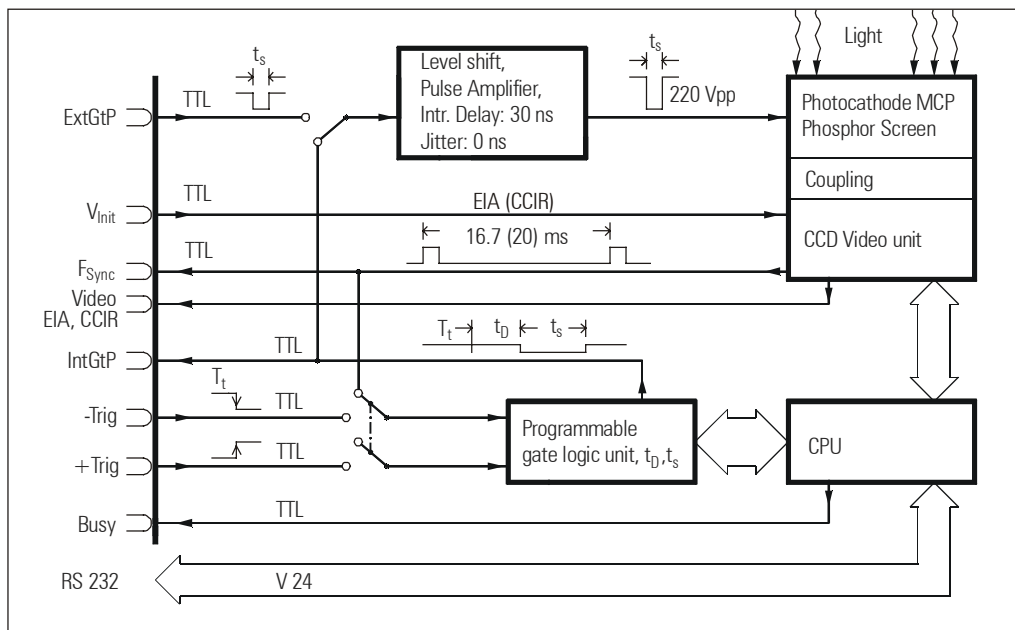 Light
t_s
t_s
Level shift,
Pulse Amplifier,
Intr. Delay: 30 ns
Jitter: 0 ns
220 Vpp
Photocathode MCP
Phosphor Screen
ExtGtP
TTL
Coupling
V_Init
TTL
EIA (CCIR)
16.7 (20) ms
CCD Video unit
F_Sync
TTL
Video
EIA, CCIR
T_t
t_D
t_s
IntGtP
TTL
T_t
-Trig
TTL
Programmable
gate logic unit, t_D,t_s
CPU
+Trig
TTL
Busy
TTL
RS 232
V 24